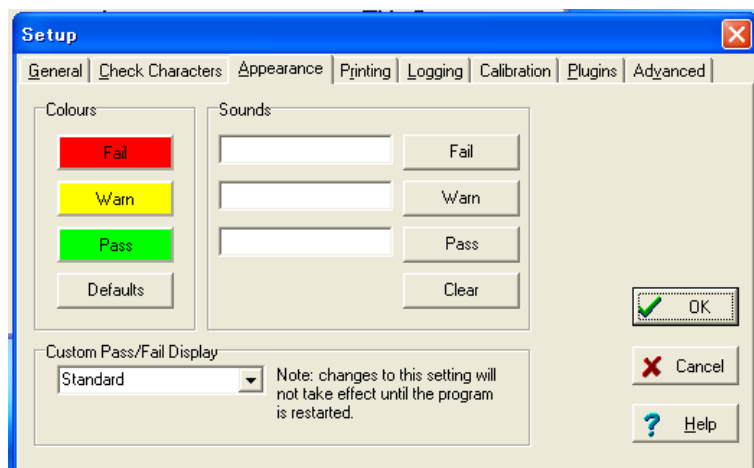 Setup
General Check Characters Appearance Printing Logging Calibration Plugins Advanced
Colours
Fail
Warn
Pass
Defaults
Sounds
Fail
Warn
Pass
Clear
Custom Pass/Fail Display
Standard
Note: changes to this setting will
not take effect until the program
is restarted.
OK
Cancel
Help